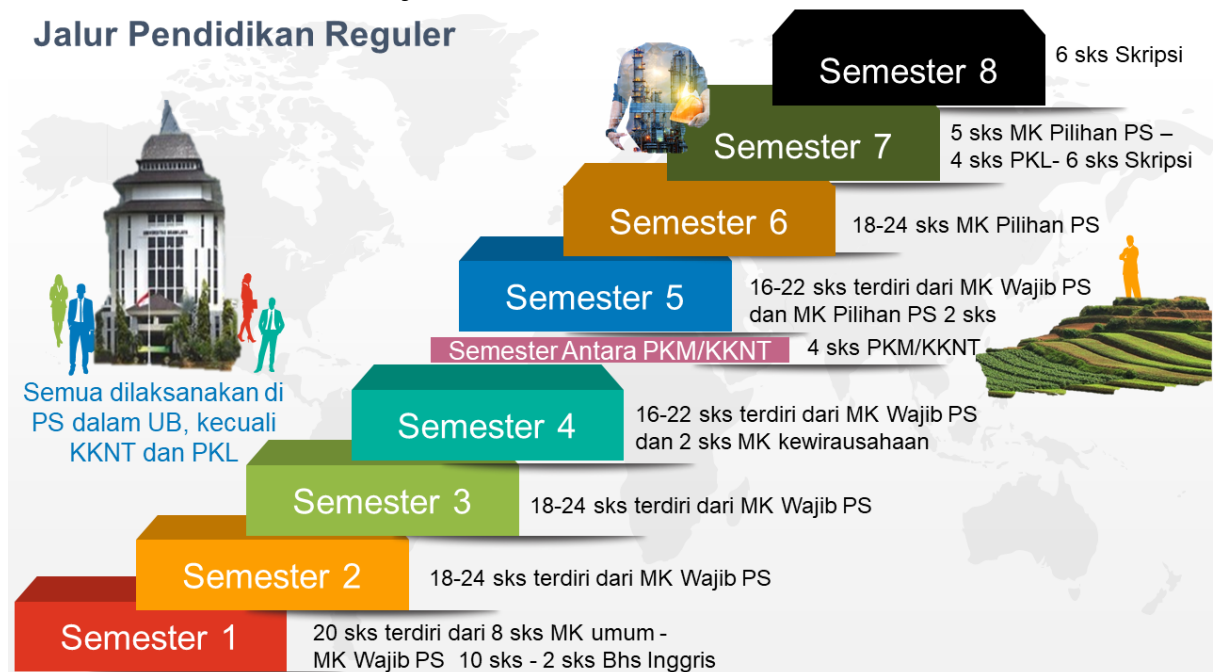 Jalur Pendidikan Reguler
Semester 8
6 sks Skripsi
Semester 7
5 sks MK Pilihan PS –
4 sks PKL- 6 sks Skripsi
Semester 6
18-24 sks MK Pilihan PS
Semester 5
16-22 sks terdiri dari MK Wajib PS
dan MK Pilihan PS 2 sks
Semester Antara PKM/KKNT
4 sks PKM/KKNT
Semua dilaksanakan di
PS dalam UB, kecuali
KKNT dan PKL
Semester 4
16-22 sks terdiri dari MK Wajib PS
dan 2 sks MK kewirausahaan
Semester 3
18-24 sks terdiri dari MK Wajib PS
Semester 2
18-24 sks terdiri dari MK Wajib PS
Semester 1
20 sks terdiri dari 8 sks MK umum -
MK Wajib PS 10 sks - 2 sks Bhs Inggris